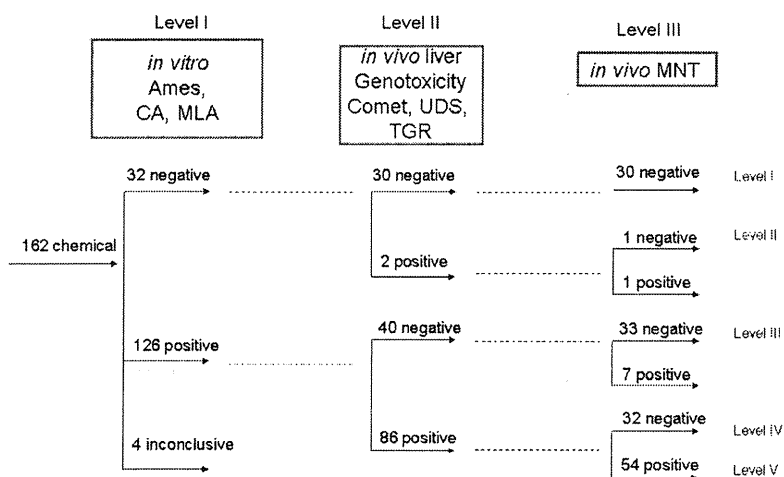 Level I
in vitro
Ames,
CA, MLA
Level II
in vivo liver
Genotoxicity
Comet, UDS,
TGR
Level III
in vivo MNT
32 negative
30 negative
30 negative
Level I
162 chemical
2 positive
1 negative
Level II
1 positive
126 positive
40 negative
33 negative
Level III
7 positive
4 inconclusive
86 positive
32 negative
Level IV
54 positive
Level V